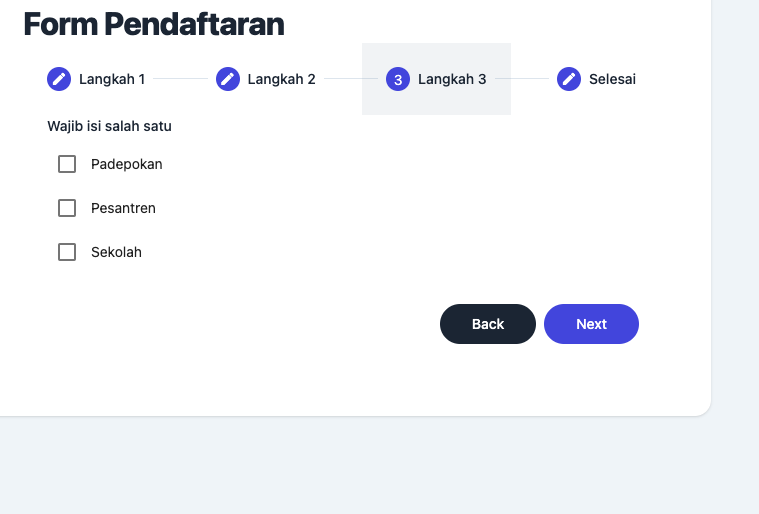 Form Pendaftaran
Langkah 1 Langkah 2 3 Langkah 3 Selesai
Wajib isi salah satu
Padepokan
Pesantren
Sekolah
Back Next